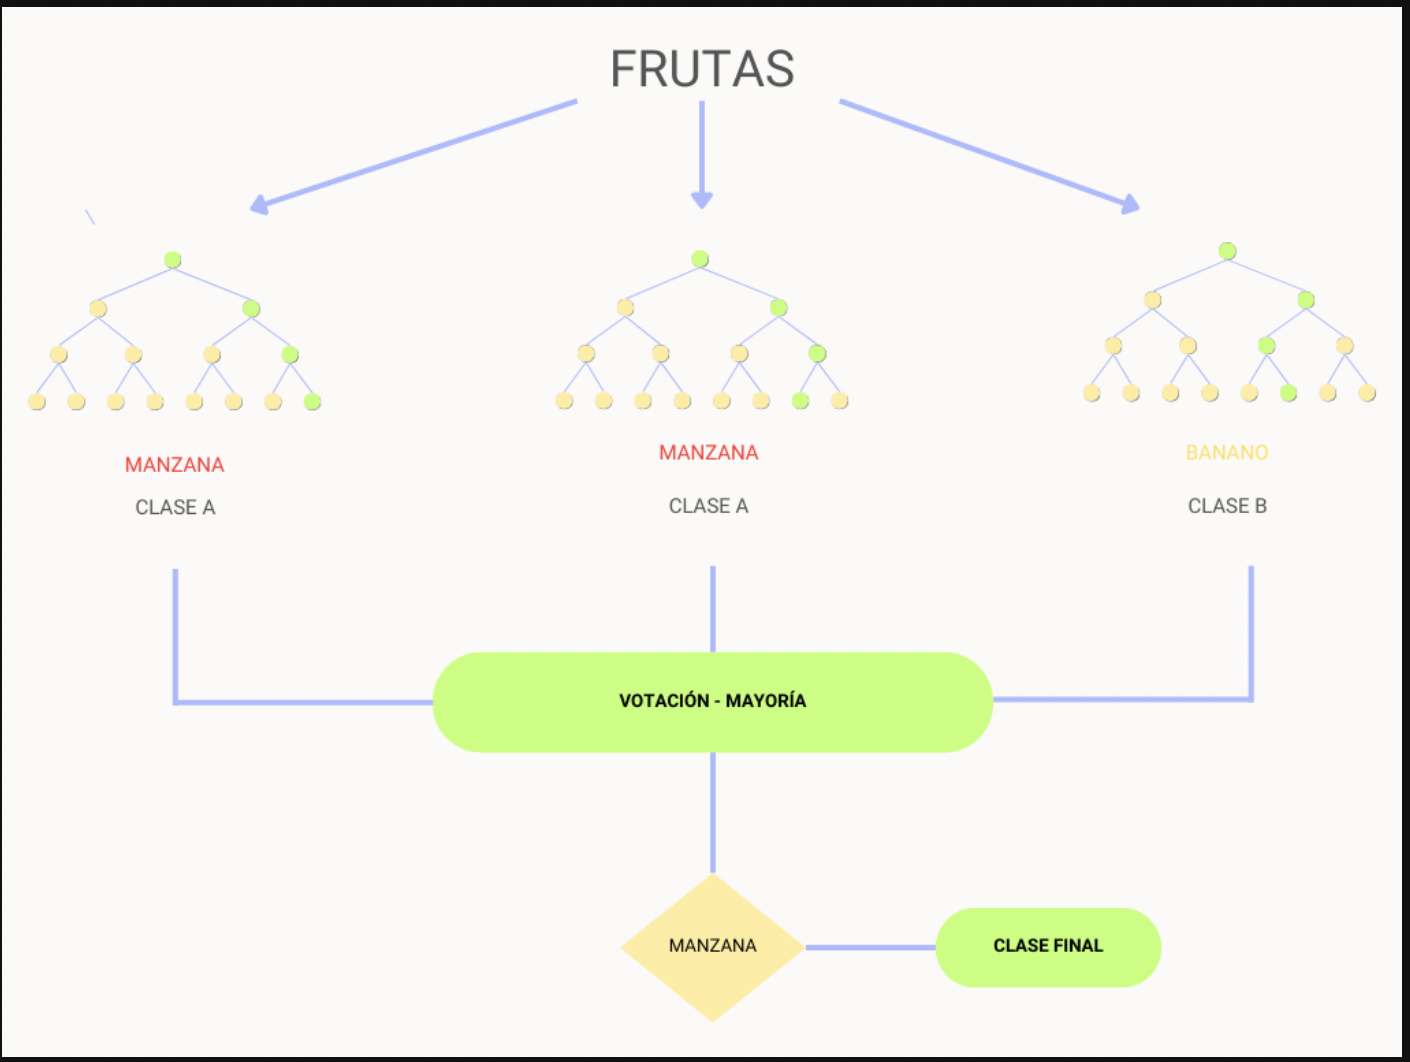 FRUTAS
MANZANA
CLASE A
MANZANA
CLASE A
BANANO
CLASE B
VOTACIÓN - MAYORÍA
MANZANA
CLASE FINAL